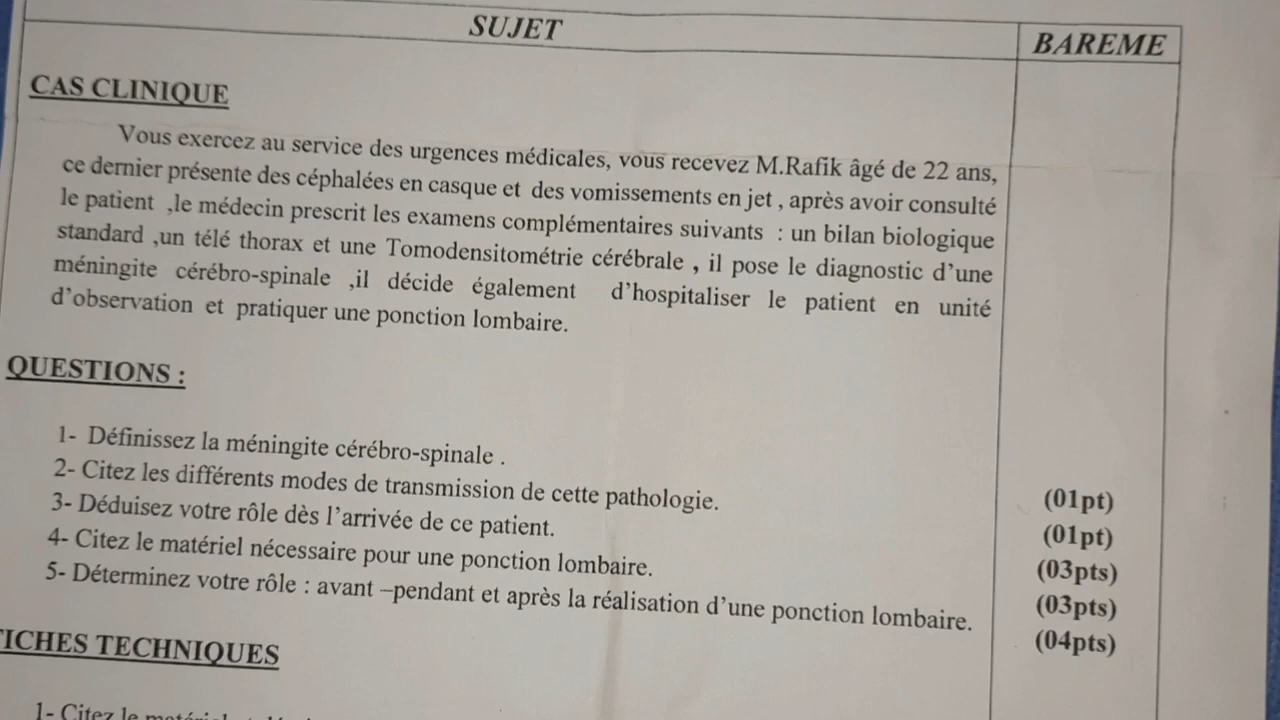 SUJET
BAREME
CAS CLINIQUE
Vous exercez au service des urgences médicales, vous recevez M.Rafik âgé de 22 ans,
ce dernier présente des céphalées en casque et des vomissements en jet , après avoir consulté
le patient ,le médecin prescrit les examens complémentaires suivants : un bilan biologique
standard ,un télé thorax et une Tomodensitométrie cérébrale , il pose le diagnostic d’une
méningite cérébro-spinale ,il décide également d’hospitaliser le patient en unité
d’observation et pratiquer une ponction lombaire.
QUESTIONS :
1- Définissez la méningite cérébro-spinale .
(01pt)
2- Citez les différents modes de transmission de cette pathologie.
(01pt)
3- Déduisez votre rôle dès l’arrivée de ce patient.
(03pts)
4- Citez le matériel nécessaire pour une ponction lombaire.
(03pts)
5- Déterminez votre rôle : avant –pendant et après la réalisation d’une ponction lombaire.
(04pts)
FICHES TECHNIQUES
1- Citez le